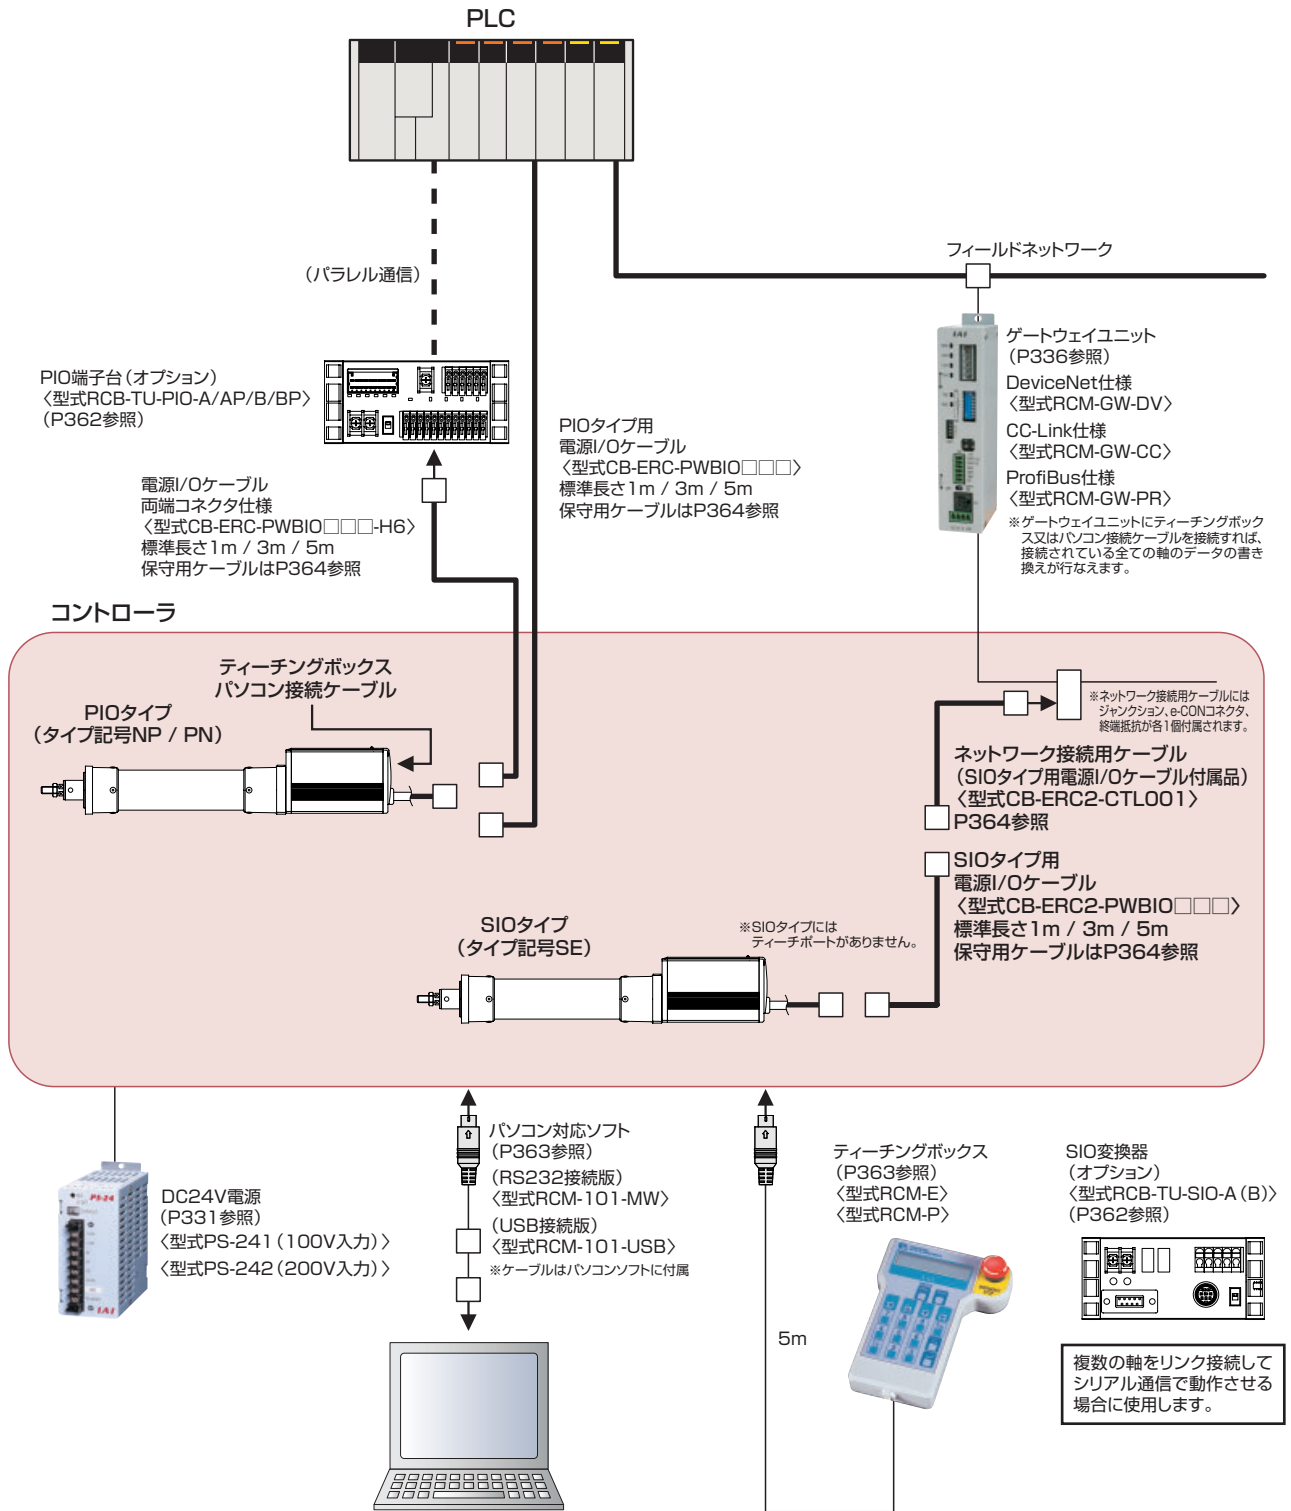 PLC
(パラレル通信)
フィールドネットワーク
PIO端子台(オプション)
〈型式RCB-TU-PIO-A/AP/B/BP〉
(P362参照)
電源I/Oケーブル
両端コネクタ仕様
〈型式CB-ERC-PWBIO□□□-H6〉
標準長さ1m / 3m / 5m
保守用ケーブルはP364参照
PIOタイプ用
電源I/Oケーブル
〈型式CB-ERC-PWBIO□□□〉
標準長さ1m / 3m / 5m
保守用ケーブルはP364参照
IAI
ゲートウェイユニット
(P336参照)
DeviceNet仕様
〈型式RCM-GW-DV〉
CC-Link仕様
〈型式RCM-GW-CC〉
ProfiBus仕様
〈型式RCM-GW-PR〉
※ゲートウェイユニットにティーチングボック
ス又はパソコン接続ケーブルを接続すれば、
接続されている全ての軸のデータの書き
換えが行なえます。
コントローラ
ティーチングボックス
パソコン接続ケーブル
PIOタイプ
(タイプ記号NP / PN)
※ネットワーク接続用ケーブルには
ジャンクション、e-CONコネクタ、
終端抵抗が各1個付属されます。
ネットワーク接続用ケーブル
(SIOタイプ用電源I/Oケーブル付属品)
〈型式CB-ERC2-CTL001〉
P364参照
SIOタイプ用
電源I/Oケーブル
〈型式CB-ERC2-PWBIO□□□〉
標準長さ1m / 3m / 5m
保守用ケーブルはP364参照
SIOタイプ
(タイプ記号SE)
※SIOタイプには
ティーチポートがありません。
PS-24
IAI
DC24V電源
(P331参照)
〈型式PS-241(100V入力)〉
〈型式PS-242(200V入力)〉
パソコン対応ソフト
(P363参照)
(RS232接続版)
〈型式RCM-101-MW〉
(USB接続版)
〈型式RCM-101-USB〉
※ケーブルはパソコンソフトに付属
ティーチングボックス
(P363参照)
〈型式RCM-E〉
〈型式RCM-P〉
5m
SIO変換器
(オプション)
〈型式RCB-TU-SIO-A(B)〉
(P362参照)
複数の軸をリンク接続して
シリアル通信で動作させる
場合に使用します。